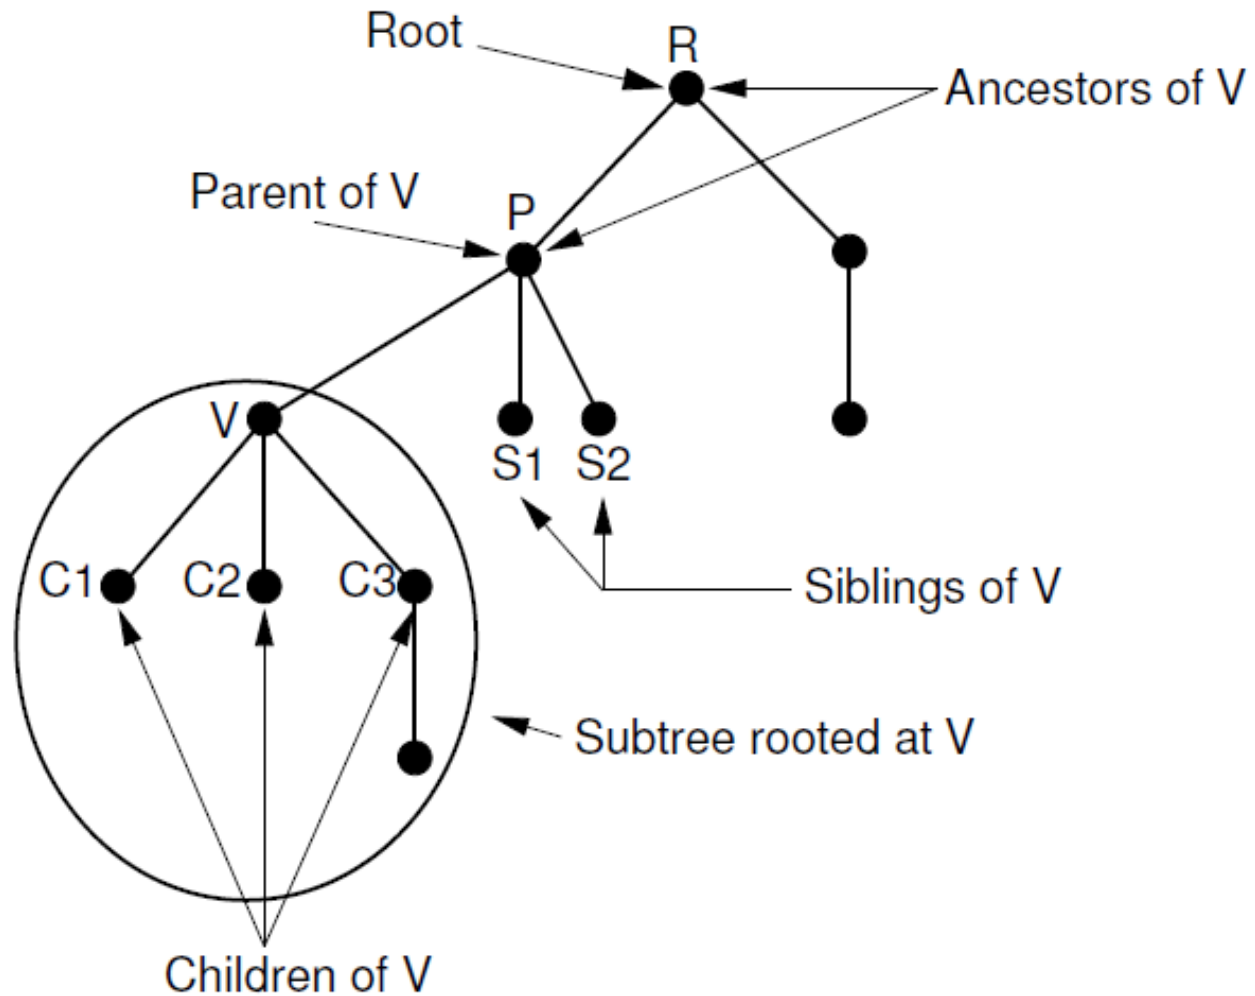 Root
R
Ancestors of V
Parent of V
P
V
S1
S2
C1
C2
C3
Siblings of V
Subtree rooted at V
Children of V